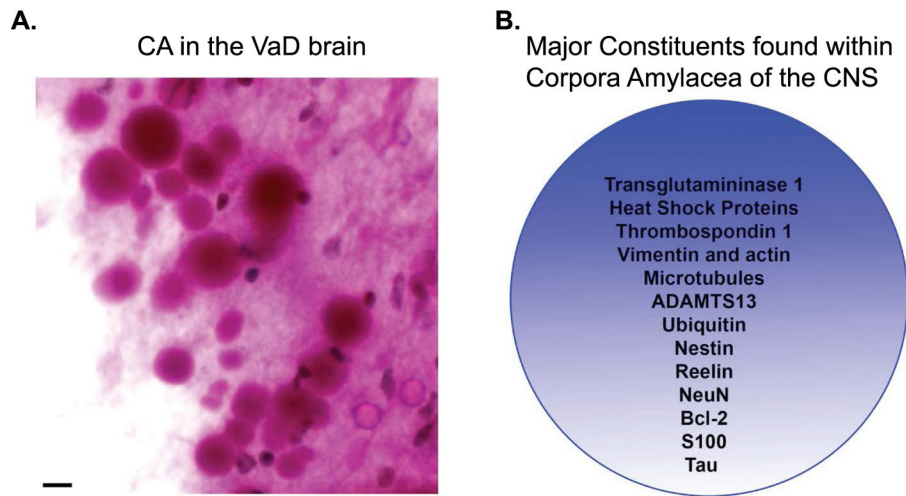 A.
CA in the VaD brain
B.
Major Constituents found within
Corpora Amylacea of the CNS
Transglutamininase 1
Heat Shock Proteins
Thrombospondin 1
Vimentin and actin
Microtubules
ADAMTS13
Ubiquitin
Nestin
Reelin
NeuN
Bcl-2
S100
Tau